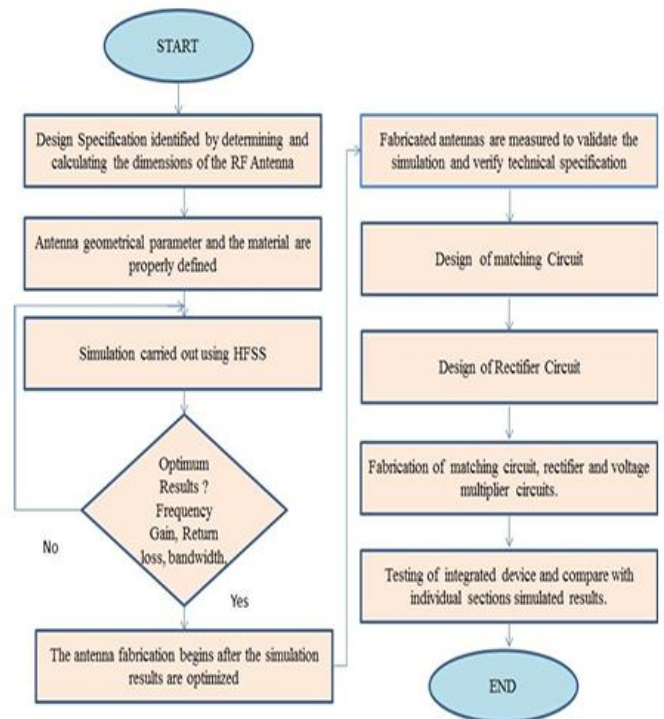 START
Design Specification identified by determining and
calculating the dimensions of the RF Antenna
Antenna geometrical parameter and the material are
properly defined
Simulation carried out using HFSS
Optimum
Results ?
Frequency
Gain, Return
loss, bandwidth,
No
Yes
The antenna fabrication begins after the simulation
results are optimized
Fabricated antennas are measured to validate the
simulation and verify technical specification
Design of matching Circuit
Design of Rectifier Circuit
Fabrication of matching circuit, rectifier and voltage
multiplier circuits.
Testing of integrated device and compare with
individual sections simulated results.
END